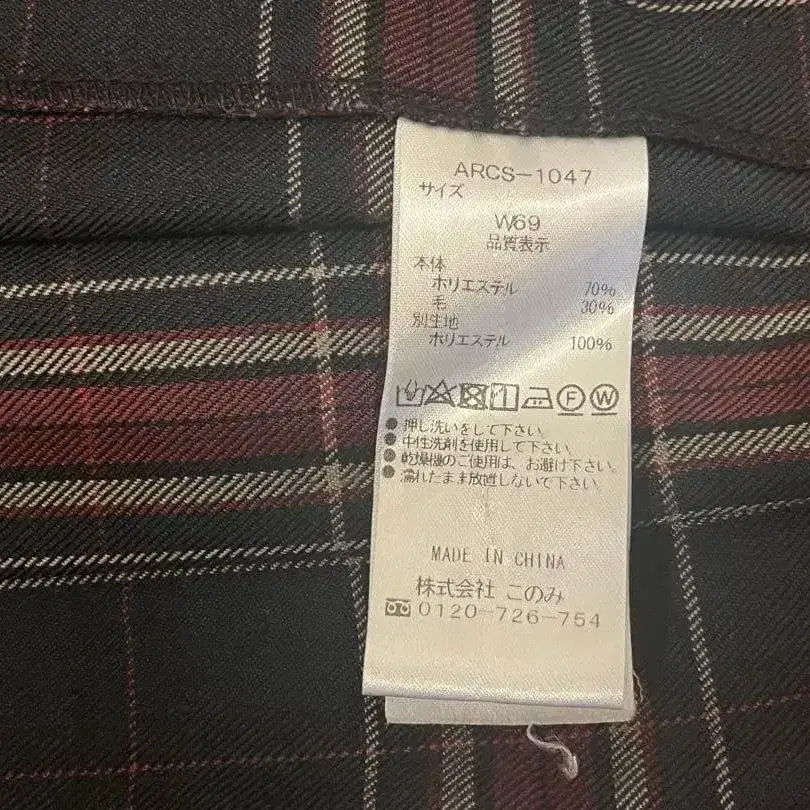 ARCS-1047
サイズ
W69
品質表示
本体
ポリエステル 70%
毛 30%
別生地
ポリエステル 100%
F W
●押し洗いをして下さい。
●中性洗剤を使用して下さい。
●乾燥機のご使用は、お避け下さい。
●濡れたまま放置しないで下さい。
MADE IN CHINA
株式会社 このみ
0120-726-754